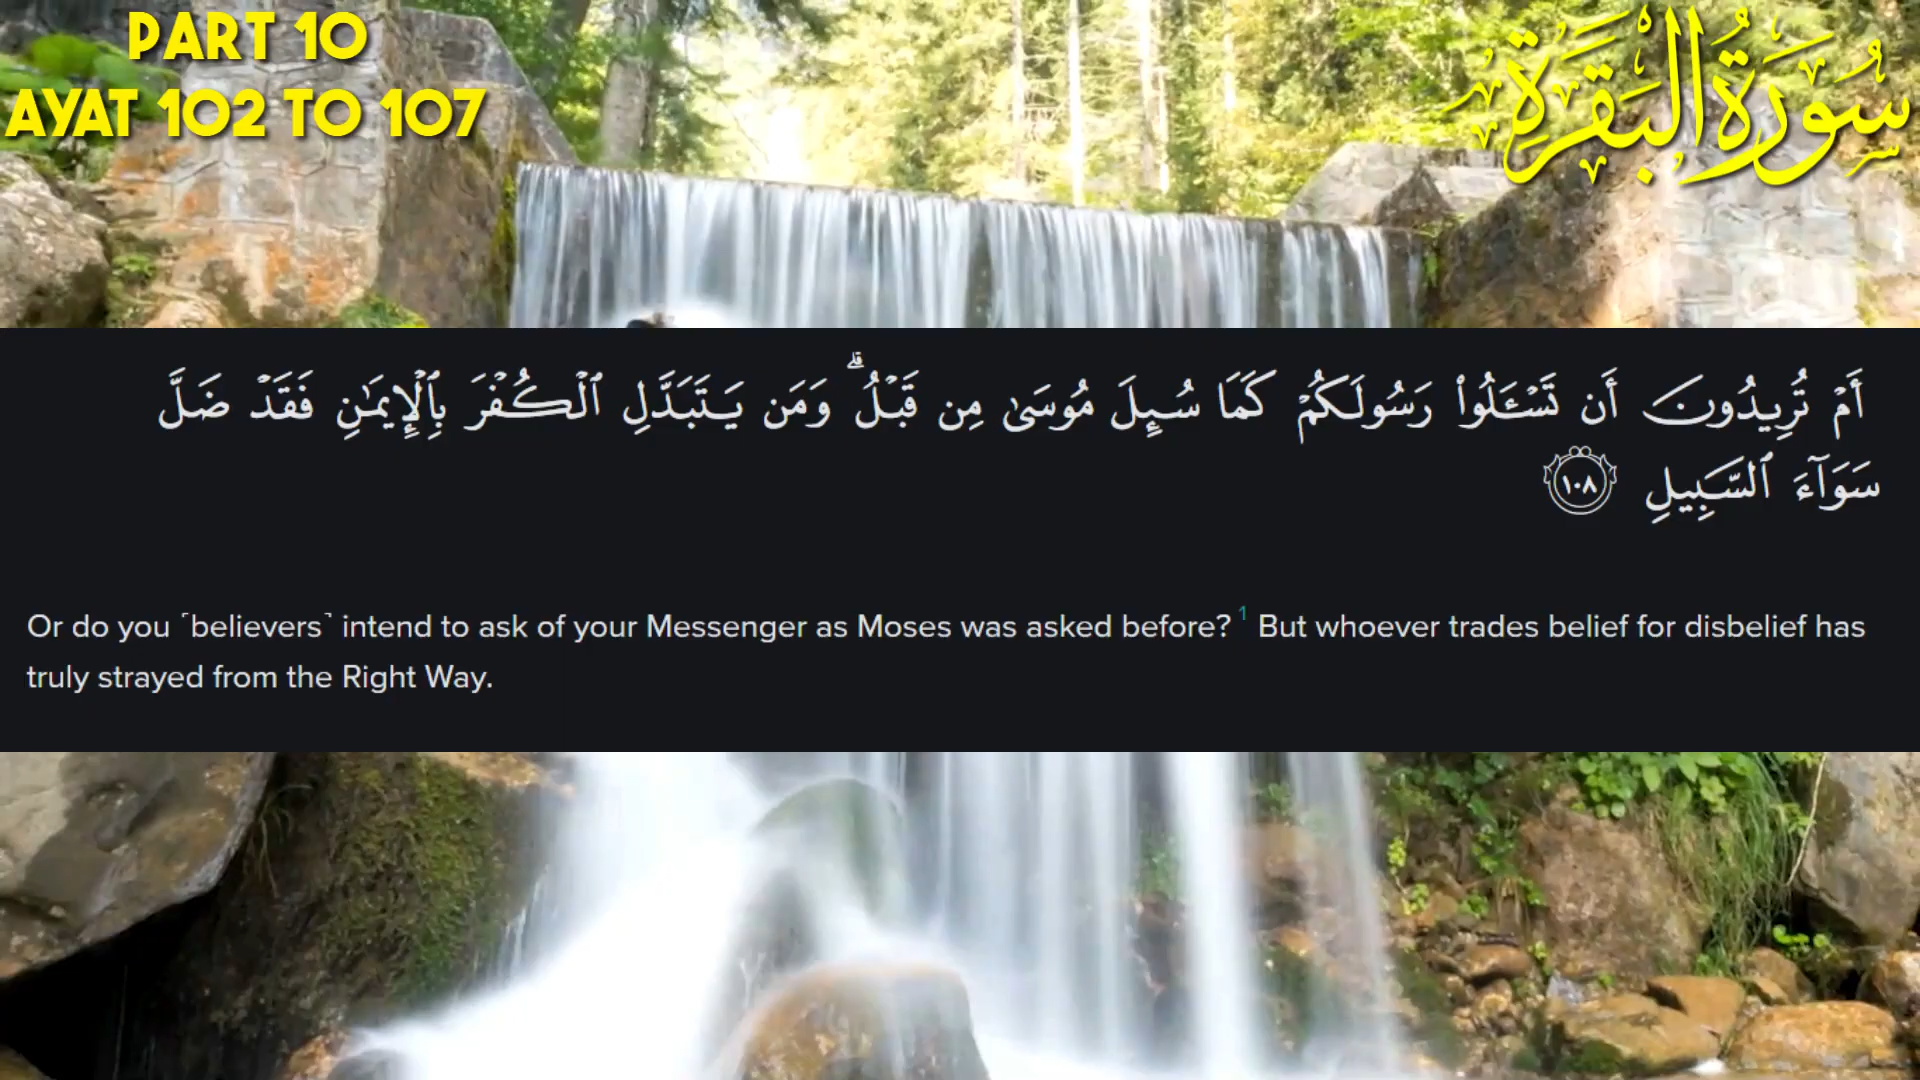 PART 10
AYAT 102 TO 107
سُورَةُ البَقَرَةِ
أَمْ تُرِيدُونَ أَن تَسْـَٔلُوا۟ رَسُولَكُمْ كَمَا سُئِلَ مُوسَىٰ مِن قَبْلُ ۗ وَمَن يَتَبَدَّلِ ٱلْكُفْرَ بِٱلْإِيمَـٰنِ فَقَدْ ضَلَّ
سَوَآءَ ٱلسَّبِيلِ ١٠٨
Or do you ˹believers˺ intend to ask of your Messenger as Moses was asked before? 1 But whoever trades belief for disbelief has
truly strayed from the Right Way.